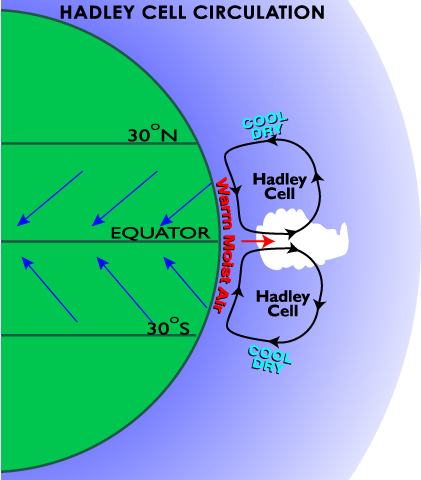 HADLEY CELL CIRCULATION
COOL
DRY
30°N
Hadley
Cell
Warm Moist Air
EQUATOR
Hadley
Cell
30°S
COOL
DRY